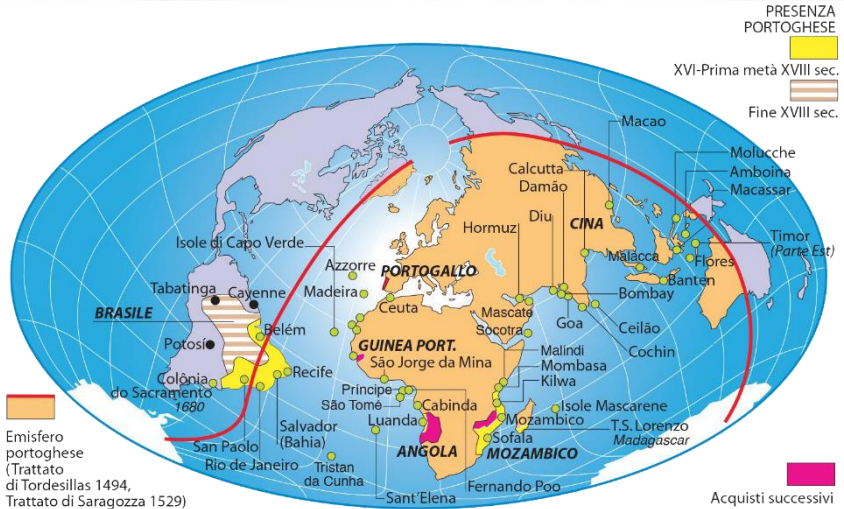 PRESENZA
PORTOGHESE
XVI-Prima metà XVIII sec.
Fine XVIII sec.
Macao
Molucche
Amboina
Macassar
Calcutta
Damão
Diu
CINA
Hormuz
Timor
(Parte Est)
Isole di Capo Verde
Azzorre
PORTOGALLO
Malacca
Flores
Tabatinga
Cayenne
Madeira
Banten
Ceuta
Mascate
Bombay
BRASILE
Belém
Socotra
Goa
Ceilão
GUINEA PORT.
Cochin
Potosí
São Jorge da Mina
Malindi
Mombasa
Kilwa
Recife
Colônia
do Sacramento
1680
Príncipe
São Tomè
Cabinda
Isole Mascarene
Mozambico
Salvador
(Bahia)
Luanda
T.S. Lorenzo
Madagascar
San Paolo
Rio de Janeiro
Sofala
ANGOLA
MOZAMBICO
Tristan
da Cunha
Fernando Poo
Sant'Elena
Emisfero
portoghese
(Trattato
di Tordesillas 1494,
Trattato di Saragozza 1529)
Acquisti successivi